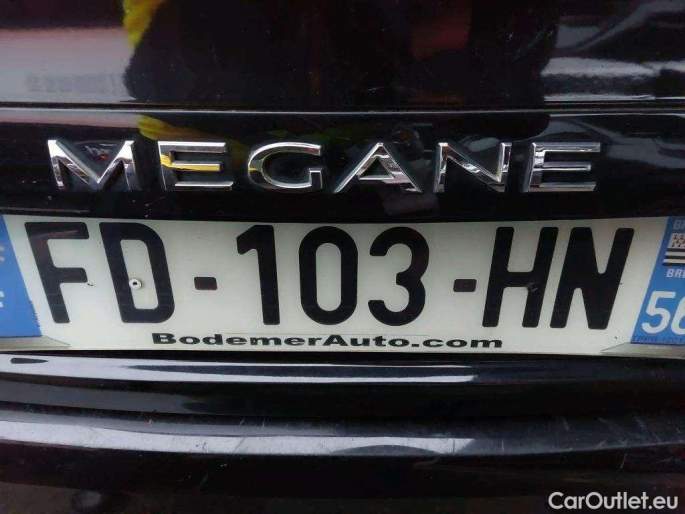 MEGANE
FD-103-HN
56
BodemerAuto.com
CarOutlet.eu